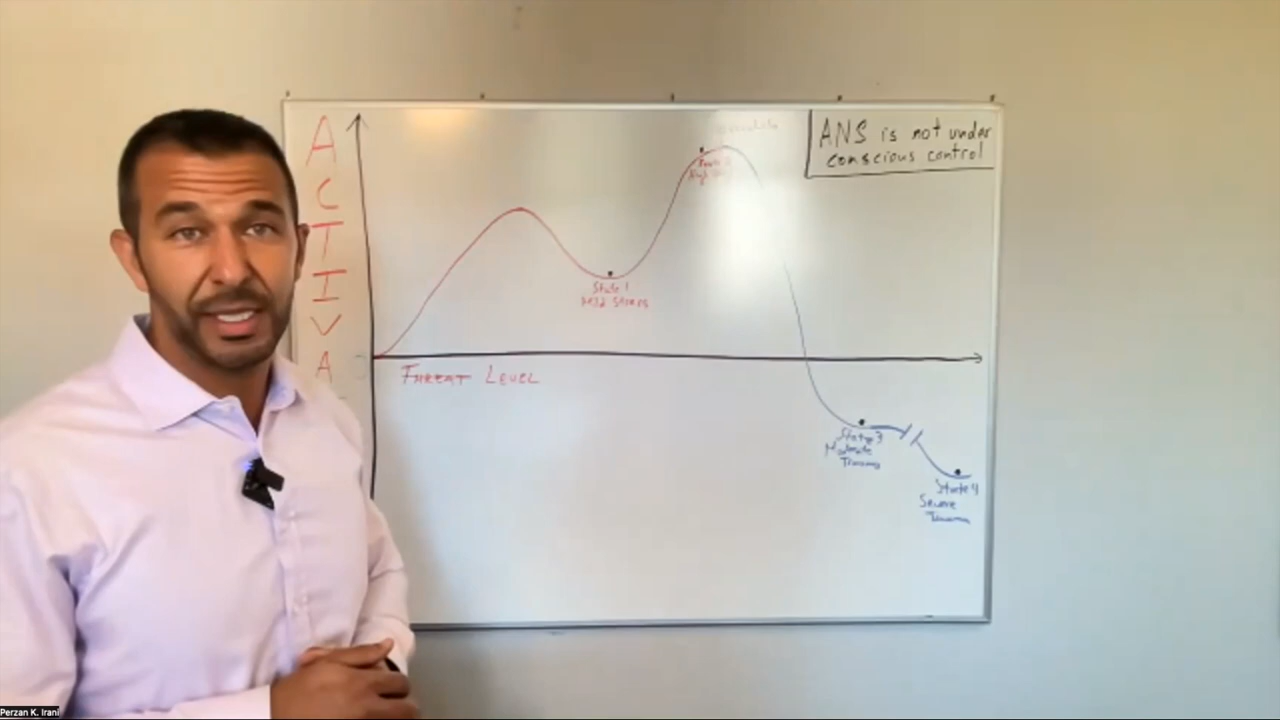 ACTIVA
ANS is not under
conscious control
State 1
Mild Stress
THREAT LEVEL
State 3
Moderate
Trauma
State 4
Severe
Trauma
Perzan K. Irani